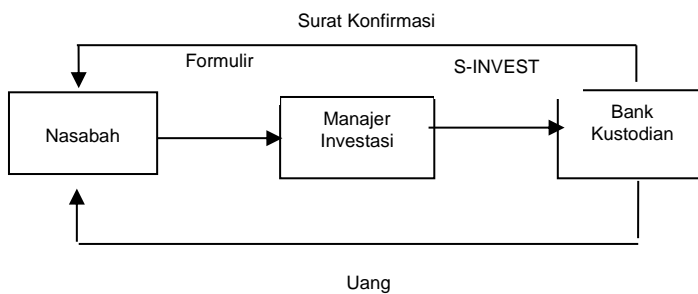 Surat Konfirmasi
Formulir
S-INVEST
Nasabah
Manajer
Investasi
Bank
Kustodian
Uang